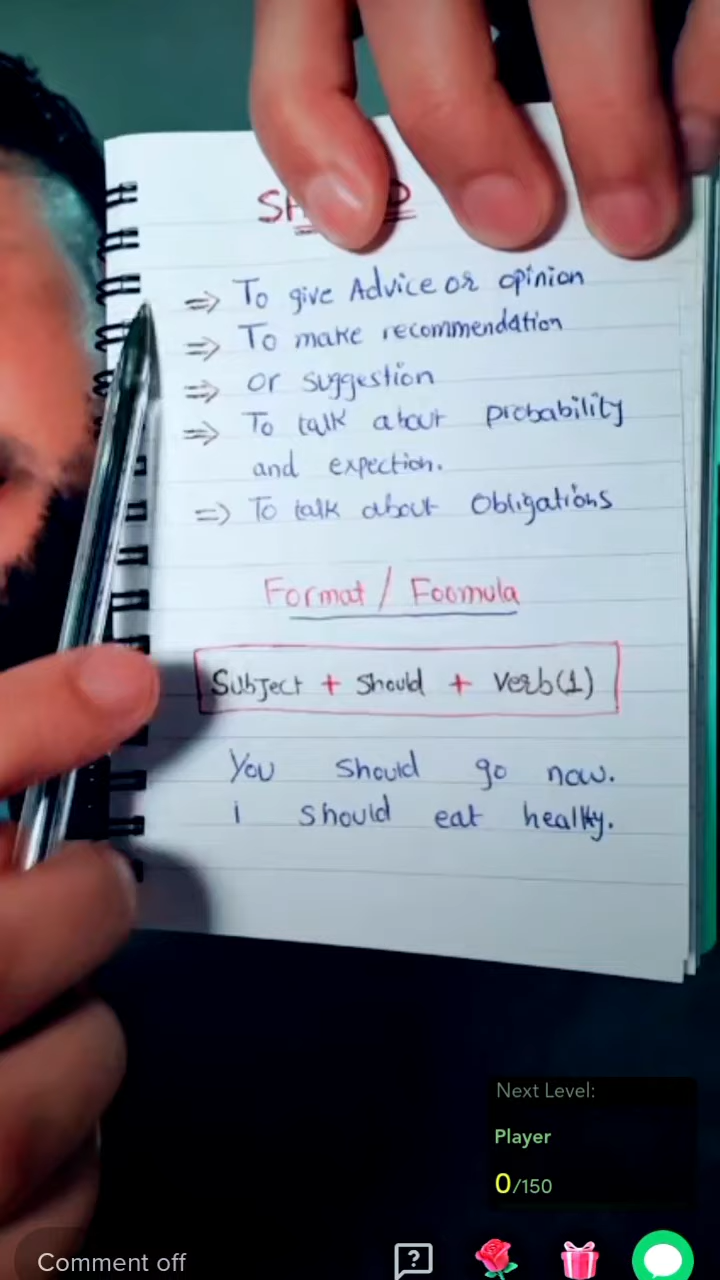 ⇒ To give Advice or opinion
⇒ To make recommendation
⇒ or suggestion
⇒ To talk about probability
and expection.
⇒ To talk about Obligations
Format / Foomula
Subject + Should + Verb(1)
You should go now.
i should eat healthy.
Next Level:
Player
0/150
Comment off